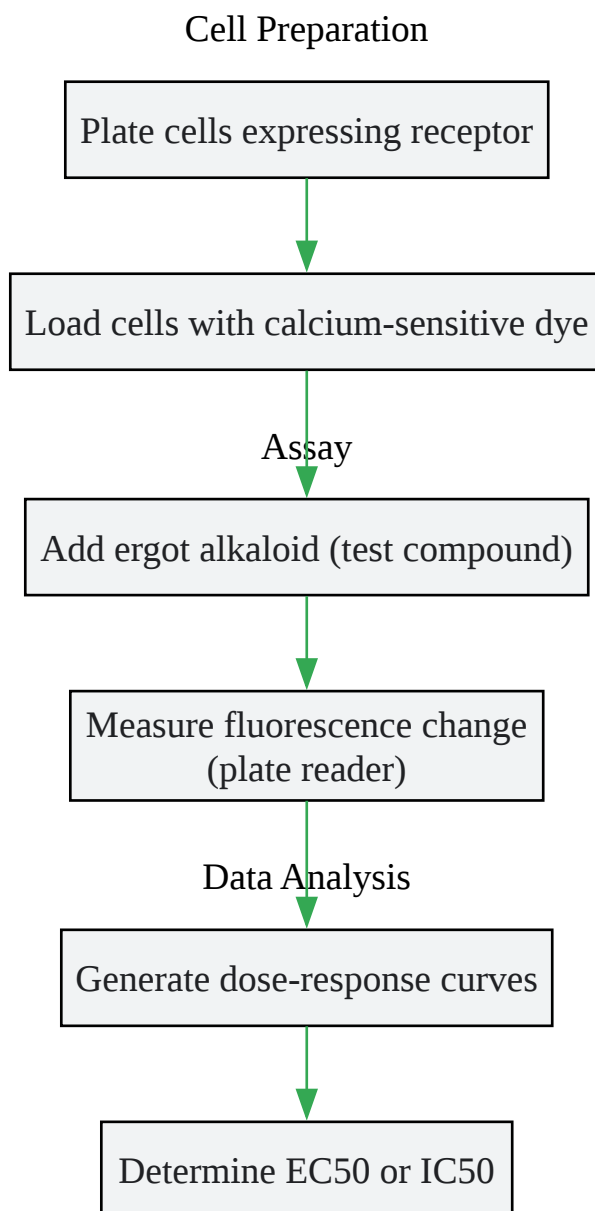 Cell Preparation
Plate cells expressing receptor
Load cells with calcium-sensitive dye
Assay
Add ergot alkaloid (test compound)
Measure fluorescence change
(plate reader)
Data Analysis
Generate dose-response curves
Determine EC50 or IC50